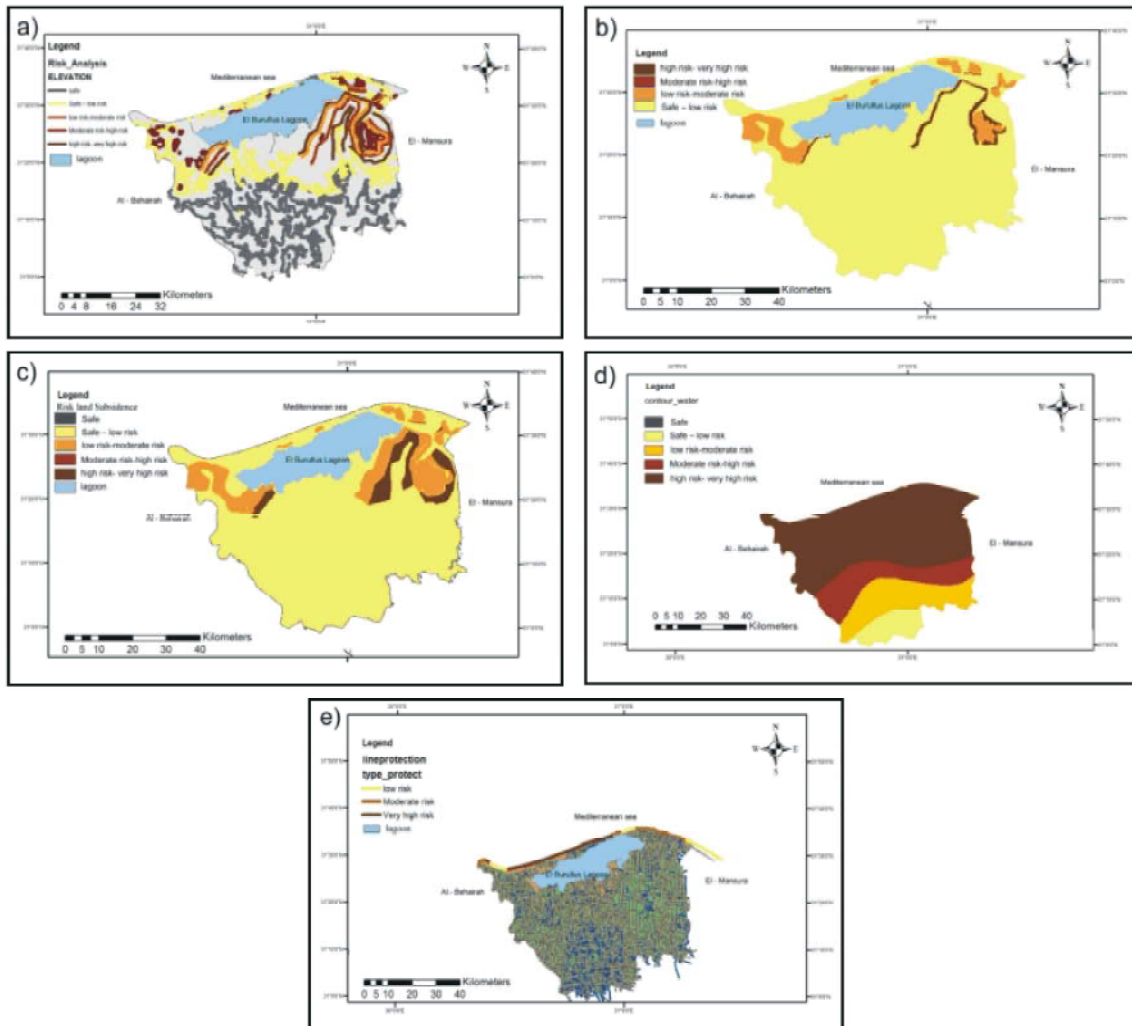 a)
Legend
Risk_Analysis
ELEVATION
safe
Safe - low risk
low risk-moderate risk
Moderate risk-high risk
high risk- very high risk
lagoon
Mediterranean sea
El Burullus Lagoon
El - Mansura
Al - Behairah
N
W E
S
Kilometers
0 4 8 16 24 32
b)
Legend
high risk- very high risk
Moderate risk-high risk
low risk-moderate risk
Safe – low risk
lagoon
Mediterranean sea
El Burullus Lagoon
El - Mansura
Al - Behairah
N
W E
S
Kilometers
0 5 10 20 30 40
c)
Legend
Risk land Subsidence
Safe
Safe – low risk
low risk-moderate risk
Moderate risk-high risk
high risk- very high risk
lagoon
Mediterranean sea
El Burullus Lagoon
El - Mansura
Al - Behairah
N
W E
S
Kilometers
0 5 10 20 30 40
d)
Legend
contour_water
Safe
Safe – low risk
low risk-moderate risk
Moderate risk-high risk
high risk- very high risk
Mediterranean sea
El - Mansura
Al - Behairah
N
W E
S
0 5 10 20 30 40
Kilometers
e)
Legend
lineprotection
type_protect
low risk
Moderate risk
Very high risk
lagoon
Mediterranean sea
El Burullus Lagoon
El - Mansura
Al - Behairah
N
W E
S
Kilometers
0 5 10 20 30 40